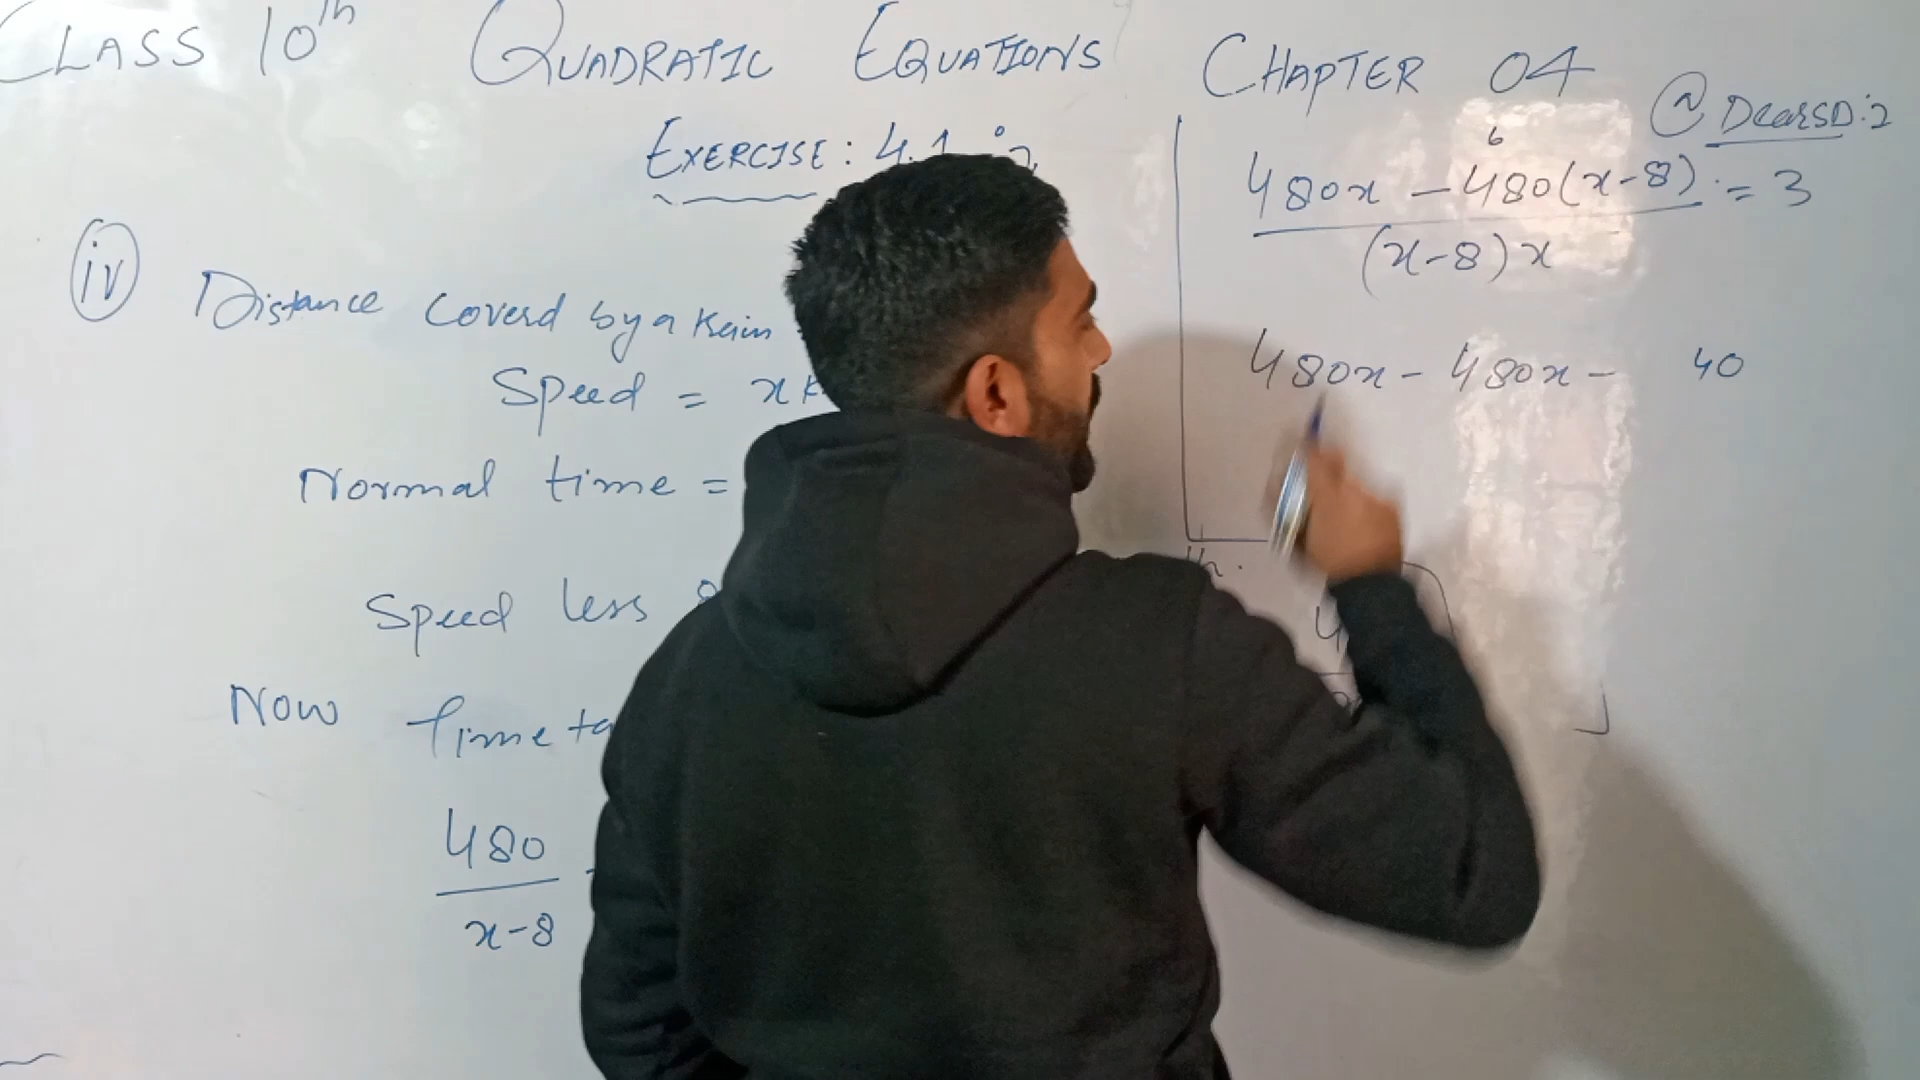 CLASS 10th QUADRATIC EQUATIONS CHAPTER 04
@DearsD:2
EXERCISE: 4.1
iv Distance coverd by a train
Speed = x
Normal time =
Speed less
Now Time
480
x-8
6
480x - 480(x-8) = 3
(x-8)x
480x - 480x - 40